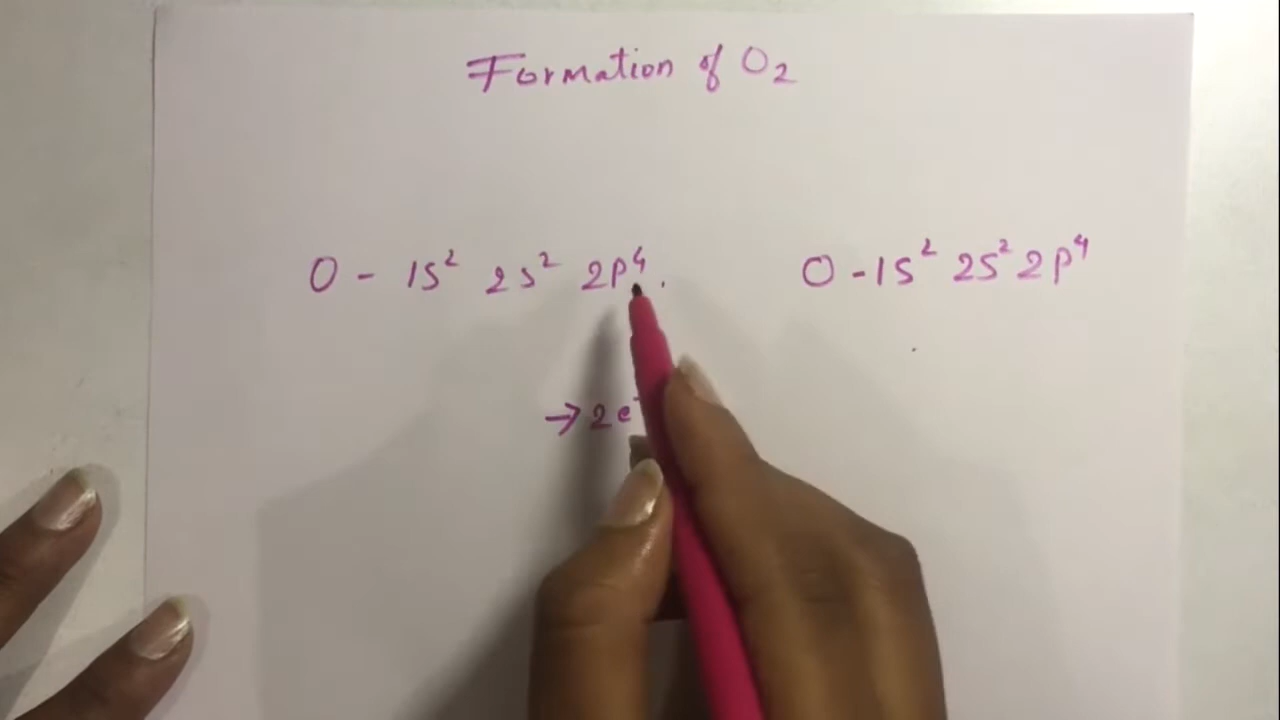 Formation of O₂
O - 1s² 2s² 2p⁴. O - 1s² 2s² 2p⁴
→ 2e⁻